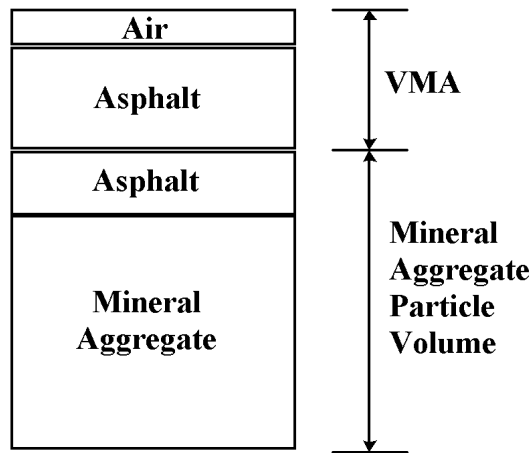 Air
Asphalt
VMA
Asphalt
Mineral
Aggregate
Mineral
Aggregate
Particle
Volume